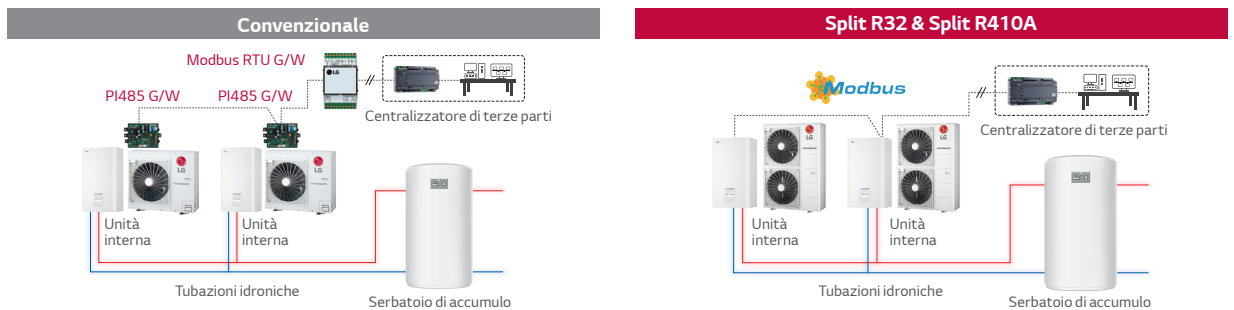 Convenzionale
Modbus RTU G/W
LG
PI485 G/W
PI485 G/W
Centralizzatore di terze parti
LG
LG
Unità
interna
Unità
interna
Tubazioni idroniche
Serbatoio di accumulo
Split R32 & Split R410A
Modbus
Centralizzatore di terze parti
LG
LG
Unità
interna
Unità
interna
Tubazioni idroniche
Serbatoio di accumulo